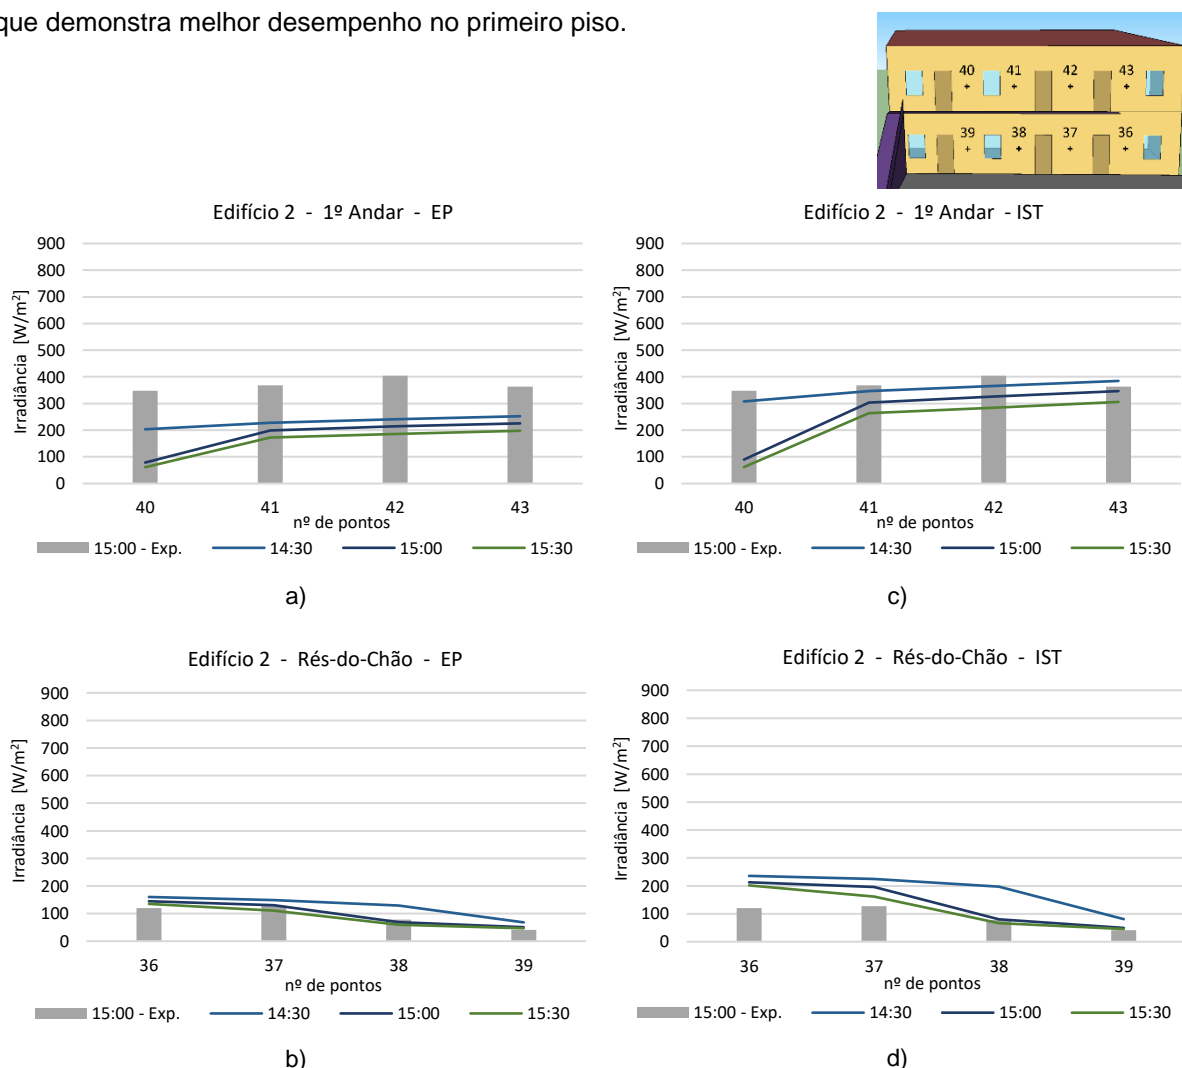 que demonstra melhor desempenho no primeiro piso.
40 41 42 43
39 38 37 36
Edifício 2 - 1º Andar - EP
Irradiância [W/m²]
900
800
700
600
500
400
300
200
100
0
40 41 42 43
nº de pontos
15:00 - Exp. 14:30 15:00 15:30
a)
Edifício 2 - 1º Andar - IST
Irradiância [W/m²]
900
800
700
600
500
400
300
200
100
0
40 41 42 43
nº de pontos
15:00 - Exp. 14:30 15:00 15:30
c)
Edifício 2 - Rés-do-Chão - EP
Irradiância [W/m²]
900
800
700
600
500
400
300
200
100
0
36 37 38 39
nº de pontos
15:00 - Exp. 14:30 15:00 15:30
b)
Edifício 2 - Rés-do-Chão - IST
Irradiância [W/m²]
900
800
700
600
500
400
300
200
100
0
36 37 38 39
nº de pontos
15:00 - Exp. 14:30 15:00 15:30
d)